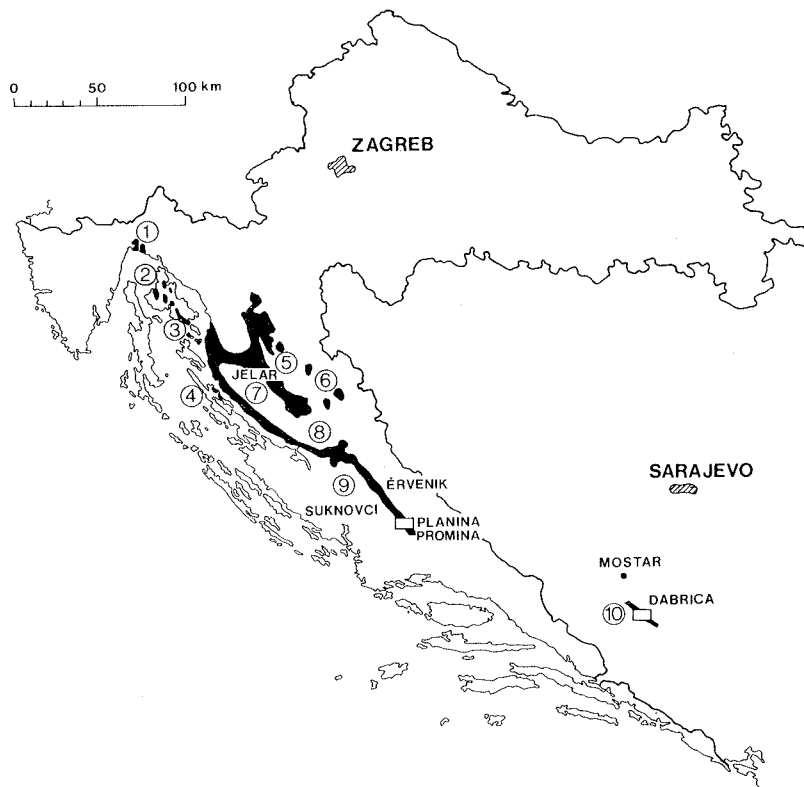 0 50 100 km
ZAGREB
1
2
3
5
JELAR
6
4
7
8
ĖRVENIK
SARAJEVO
9
SUKNOVCI
PLANINA
PROMINA
MOSTAR
DABRICA
10